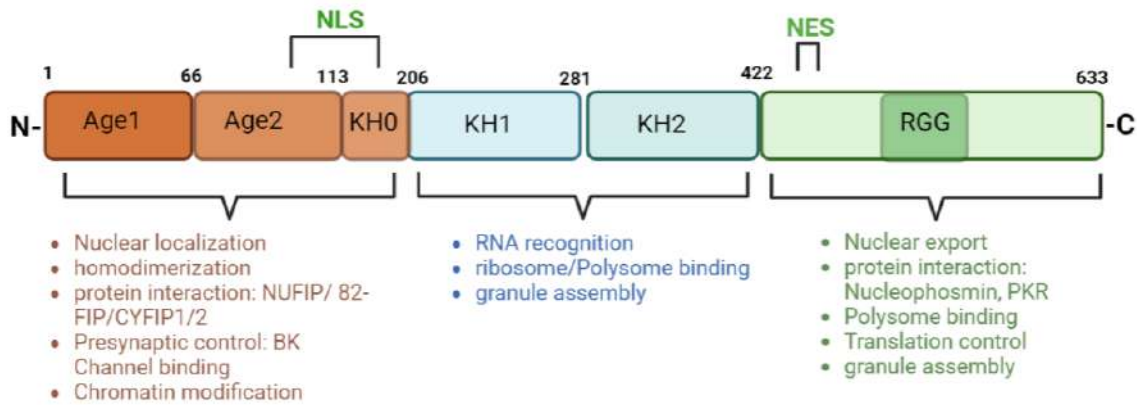 NLS
NES
1 66 113 206 281 422 633
N- Age1 Age2 KH0 KH1 KH2 RGG -C
• Nuclear localization
• homodimerization
• protein interaction: NUFIP/ 82-
FIP/CYFIP1/2
• Presynaptic control: BK
Channel binding
• Chromatin modification
• RNA recognition
• ribosome/Polysome binding
• granule assembly
• Nuclear export
• protein interaction:
Nucleophosmin, PKR
• Polysome binding
• Translation control
• granule assembly